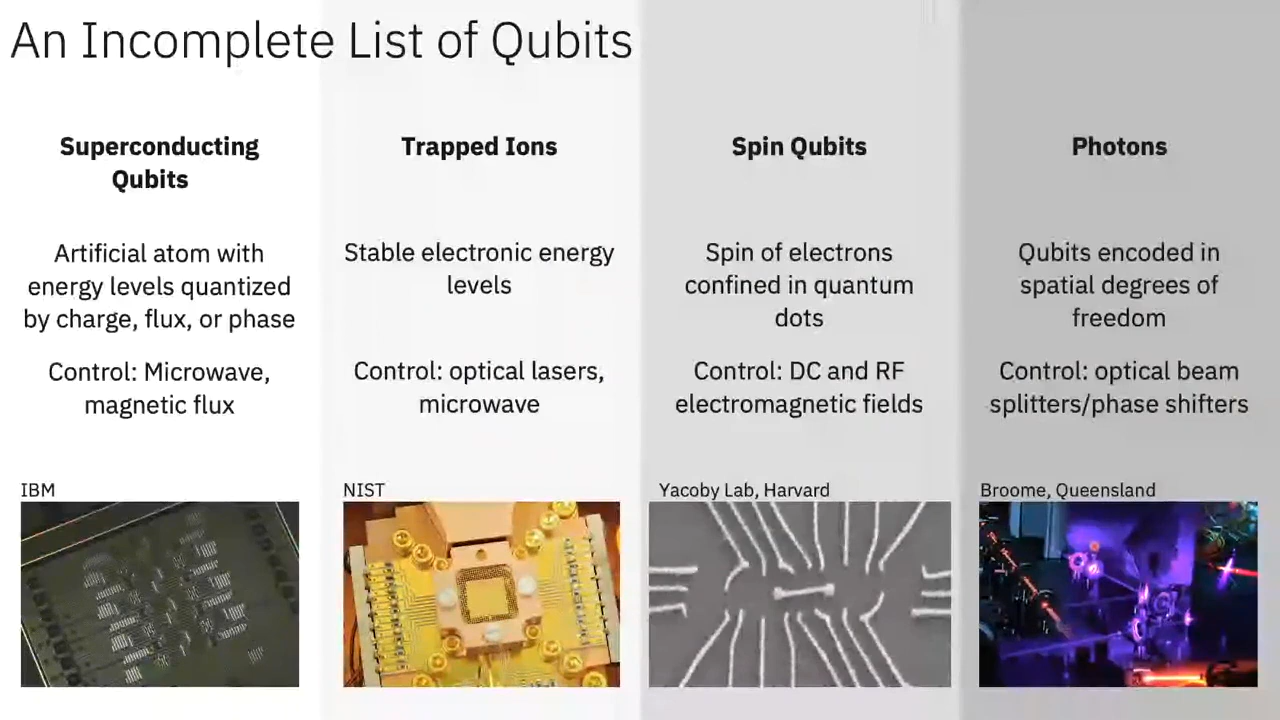 An Incomplete List of Qubits
Superconducting
Qubits
Artificial atom with
energy levels quantized
by charge, flux, or phase
Control: Microwave,
magnetic flux
IBM
Trapped Ions
Stable electronic energy
levels
Control: optical lasers,
microwave
NIST
Spin Qubits
Spin of electrons
confined in quantum
dots
Control: DC and RF
electromagnetic fields
Yacoby Lab, Harvard
Photons
Qubits encoded in
spatial degrees of
freedom
Control: optical beam
splitters/phase shifters
Broome, Queensland